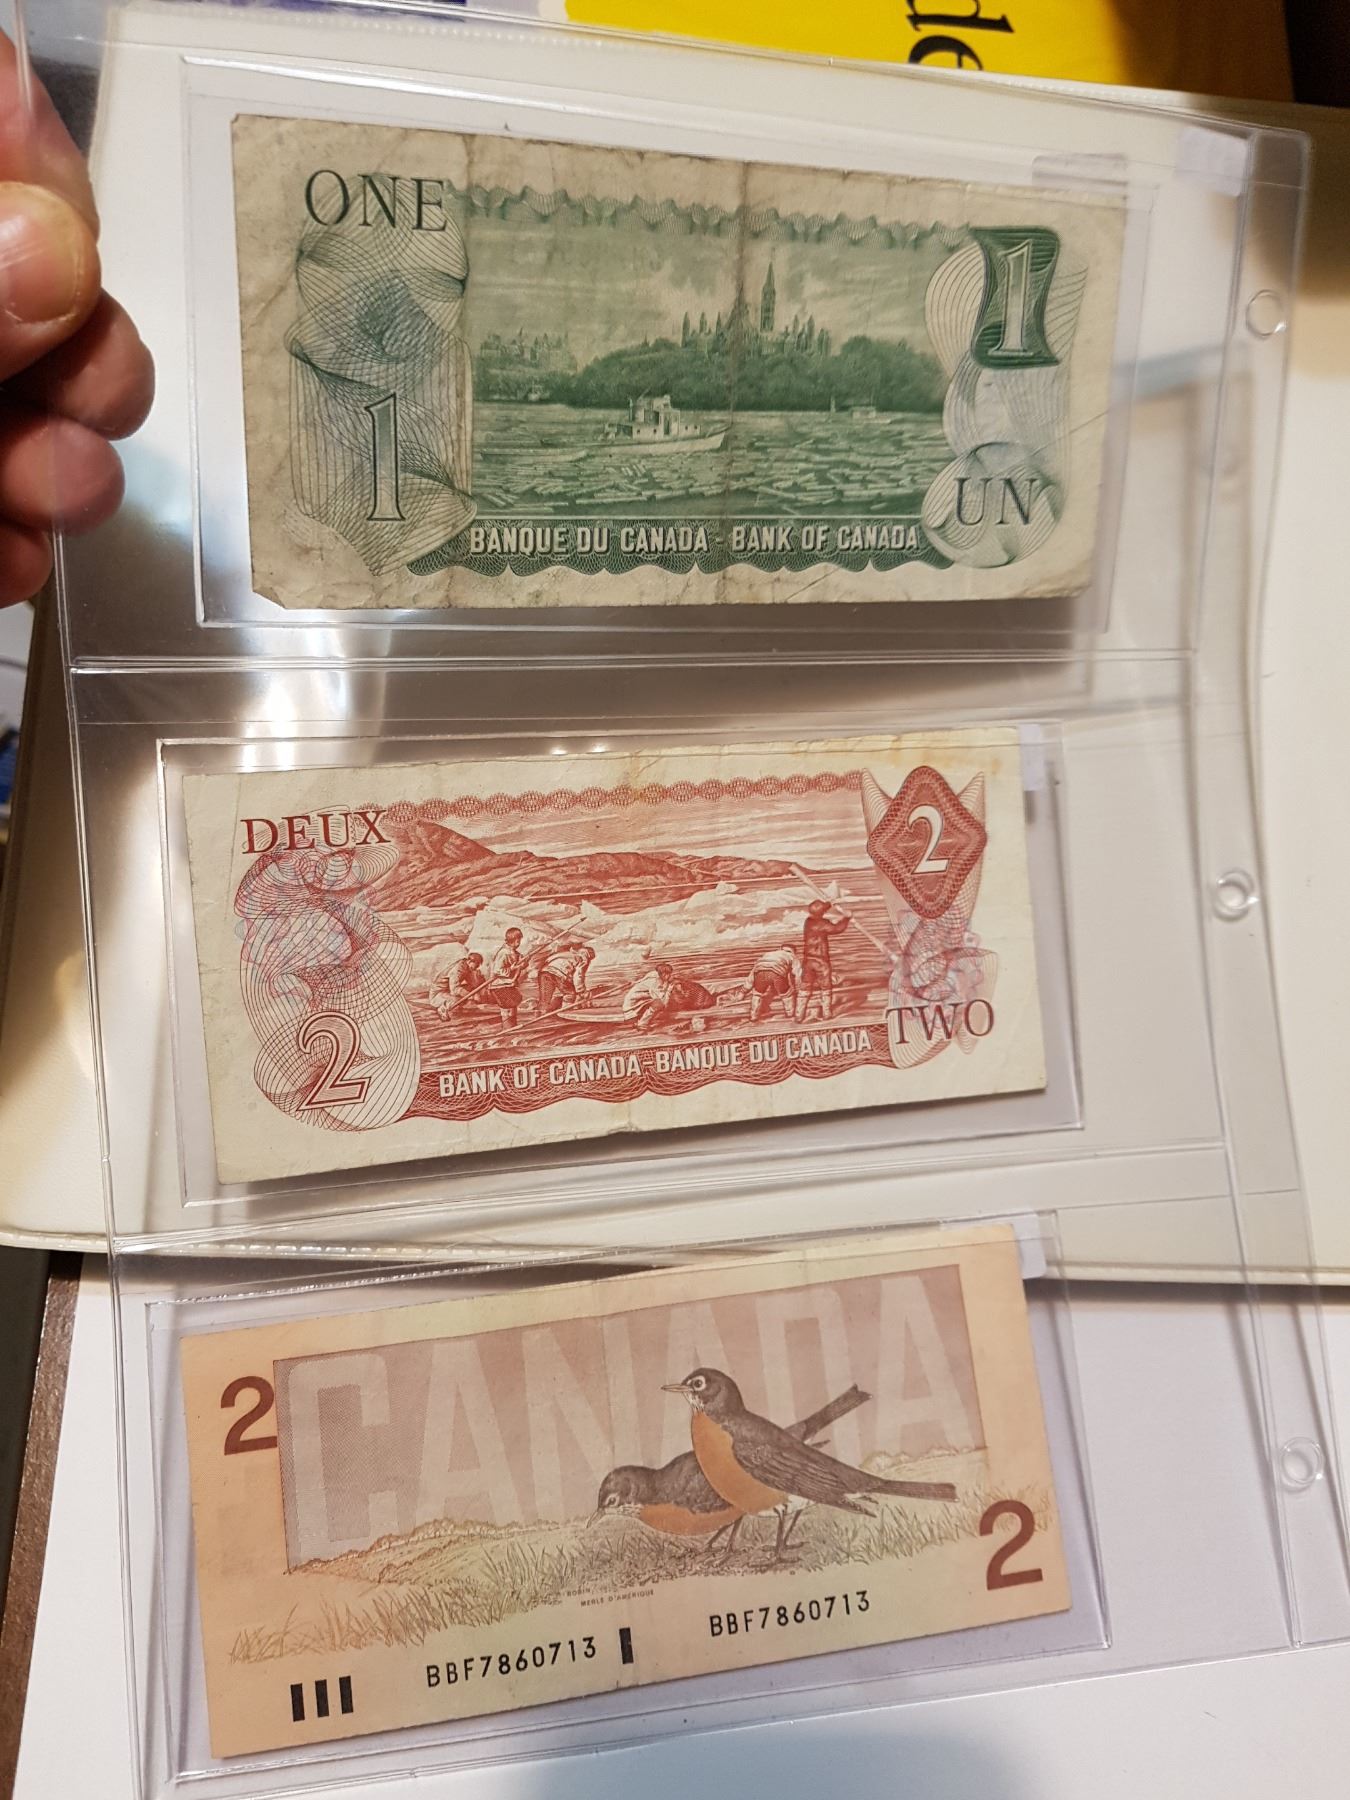 de
ONE
1
1
UN
BANQUE DU CANADA - BANK OF CANADA
DEUX
2
2
TWO
BANK OF CANADA-BANQUE DU CANADA
CANADA
2
2
ROBIN
MERLE D'AMÉRIQUE
BBF7860713
BBF7860713